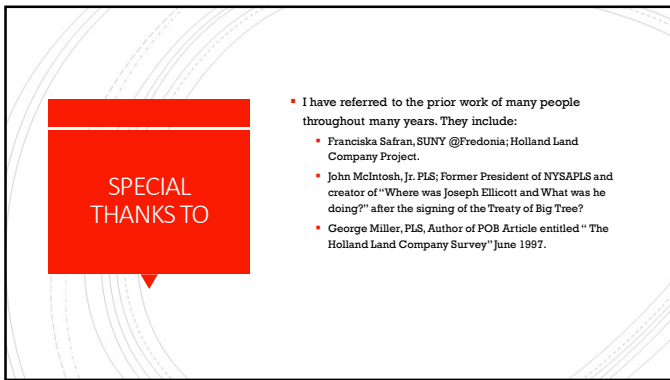 SPECIAL
THANKS TO
I have referred to the prior work of many people
throughout many years. They include:
Franciska Safran, SUNY @Fredonia; Holland Land
Company Project.
John McIntosh, Jr. PLS; Former President of NYSAPLS and
creator of “Where was Joseph Ellicott and What was he
doing?” after the signing of the Treaty of Big Tree?
George Miller, PLS, Author of POB Article entitled “ The
Holland Land Company Survey” June 1997.